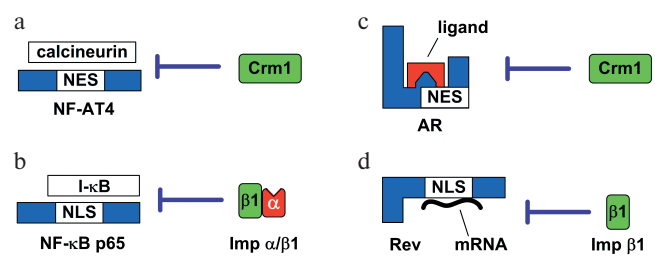 a
calcineurin
NES
NF-AT4
Crm1
b
I-κB
NLS
NF-κB p65
β1
α
Imp α/β1
c
ligand
NES
AR
Crm1
d
NLS
Rev
mRNA
β1
Imp β1